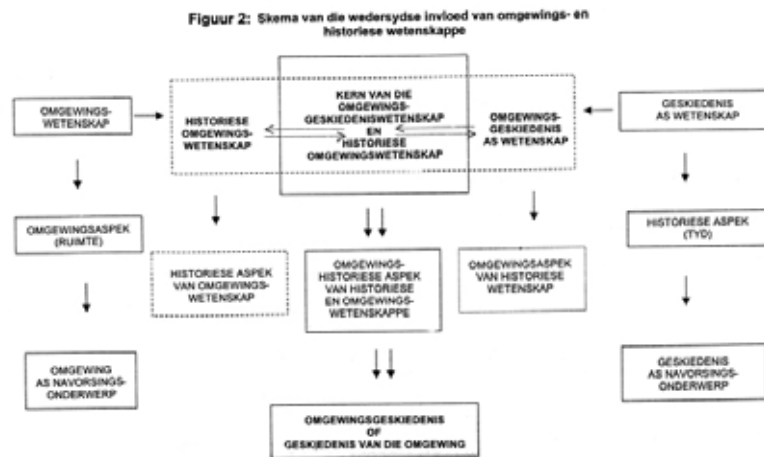 Figuur 2: Skema van die wedersydse invloed van omgewings- en
historiese wetenskappe
OMGEWINGS-
WETENSKAP
HISTORIESE
OMGEWINGS-
WETENSKAP
KERN VAN DIE
OMGEWINGS-
GESKIEDENISWETENSKAP
EN
HISTORIESE
OMGEWINGSWETENSKAP
OMGEWINGS-
GESKIEDENIS
AS WETENSKAP
GESKIEDENIS
AS WETENSKAP
OMGEWINGSASPEK
(RUIMTE)
HISTORIESE ASPEK
VAN OMGEWINGS-
WETENSKAP
OMGEWINGS-
HISTORIESE ASPEK
VAN HISTORIESE
EN OMGEWINGS-
WETENSKAPPE
OMGEWINGSASPEK
VAN HISTORIESE
WETENSKAP
HISTORIESE ASPEK
(TYD)
OMGEWING
AS NAVORSINGS-
ONDERWERP
GESKIEDENIS
AS NAVORSINGS-
ONDERWERP
OMGEWINGSGESKIEDENIS
OF
GESKIEDENIS VAN DIE OMGEWING